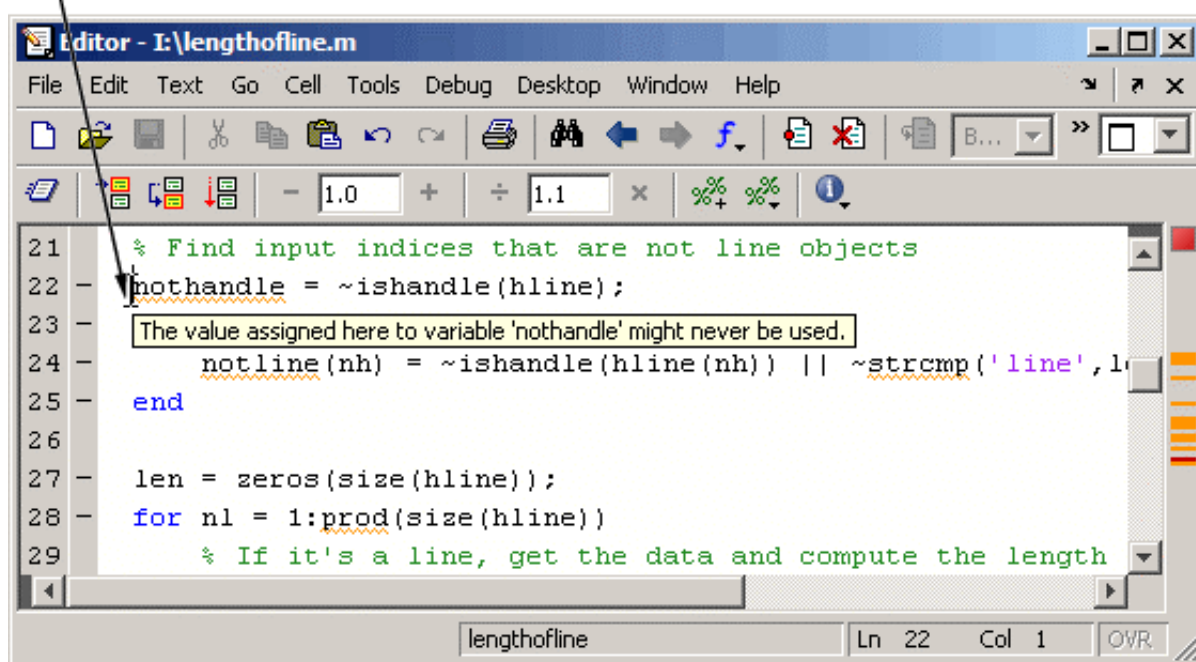 Editor - I:\lengthofline.m
File Edit Text Go Cell Tools Debug Desktop Window Help
B... »
− 1.0 + ÷ 1.1 ×
21 % Find input indices that are not line objects
22 − nothandle = ~ishandle(hline);
23 −
The value assigned here to variable 'nothandle' might never be used.
24 − notline(nh) = ~ishandle(hline(nh)) || ~strcmp('line',l
25 − end
26
27 − len = zeros(size(hline));
28 − for nl = 1:prod(size(hline))
29 % If it's a line, get the data and compute the length
lengthofline Ln 22 Col 1 OVR